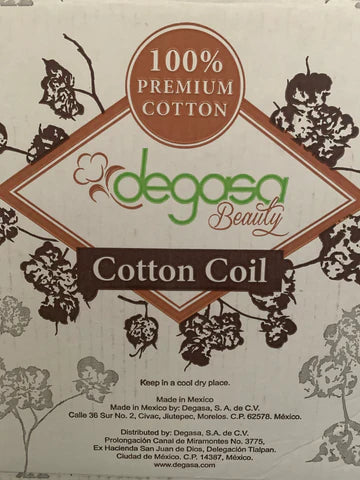 100%
PREMIUM
COTTON
degasa
Beauty
Cotton Coil
Keep in a cool dry place.
Made in Mexico
Made in Mexico by: Degasa, S. A. de C.V.
Calle 36 Sur No. 2, Civac, Jiutepec, Morelos. C.P. 62578. México.
Distributed by: Degasa, S.A. de C.V.
Prolongación Canal de Miramontes No. 3775,
Ex Hacienda San Juan de Dios, Delegación Tlalpan.
Ciudad de México. C.P. 14387, México.
www.degasa.com